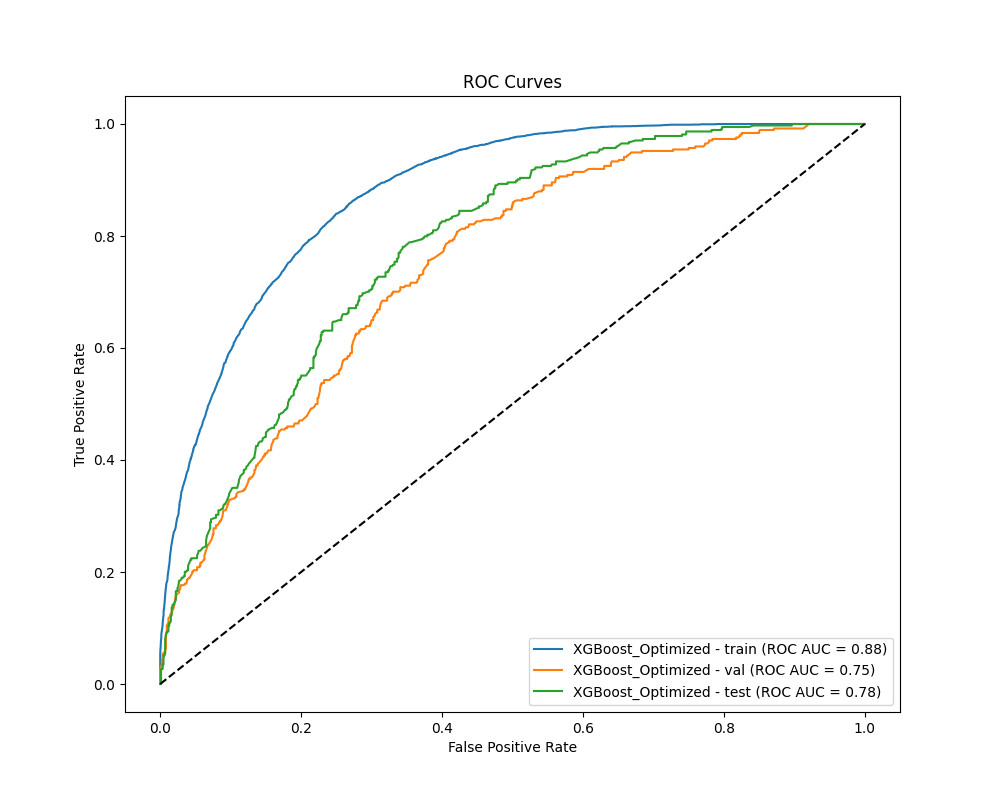 ROC Curves
1.0
0.8
0.6
0.4
0.2
0.0
True Positive Rate
0.0 0.2 0.4 0.6 0.8 1.0
False Positive Rate
XGBoost_Optimized - train (ROC AUC = 0.88)
XGBoost_Optimized - val (ROC AUC = 0.75)
XGBoost_Optimized - test (ROC AUC = 0.78)